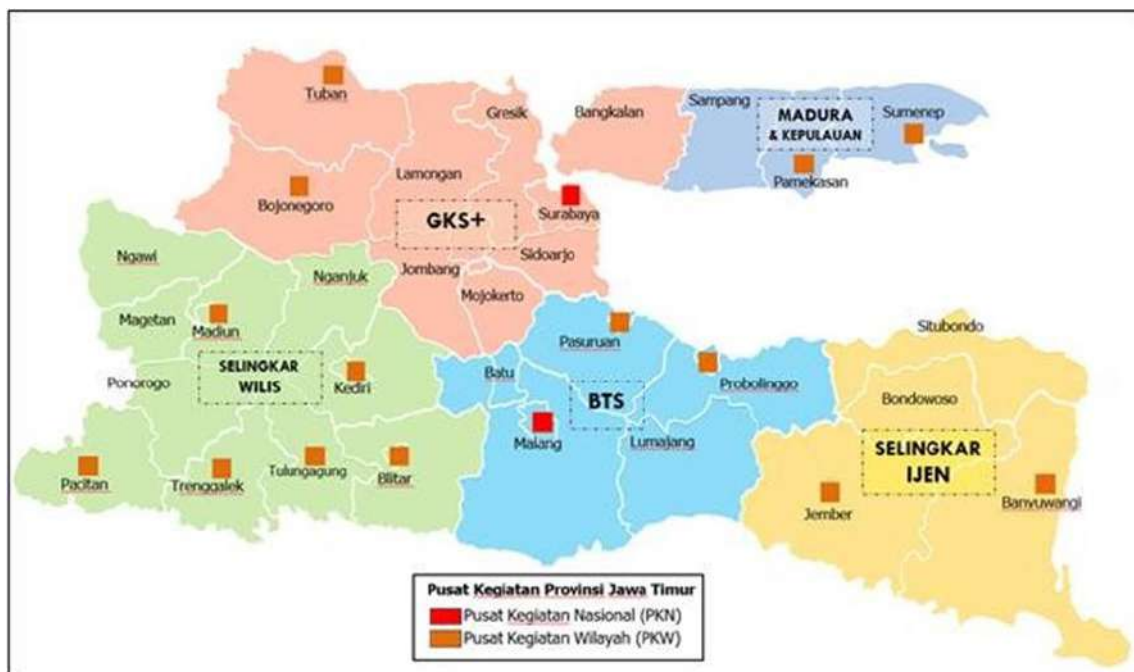 Tuban
Gresik
Bangkalan
Sampang
MADURA
& KEPULAUAN
Sumenep
Pamekasan
Lamongan
Bojonegoro
GKS+
Surabaya
Sidoarjo
Jombang
Mojokerto
Ngawi
Nganjuk
Magetan
Madiun
Ponorogo
SELINGKAR
WILIS
Kediri
Pacitan
Trenggalek
Tulungagung
Blitar
Pasuruan
Batu
BTS
Probolinggo
Malang
Lumajang
Situbondo
Bondowoso
SELINGKAR
IJEN
Jember
Banyuwangi
Pusat Kegiatan Provinsi Jawa Timur
Pusat Kegiatan Nasional (PKN)
Pusat Kegiatan Wilayah (PKW)